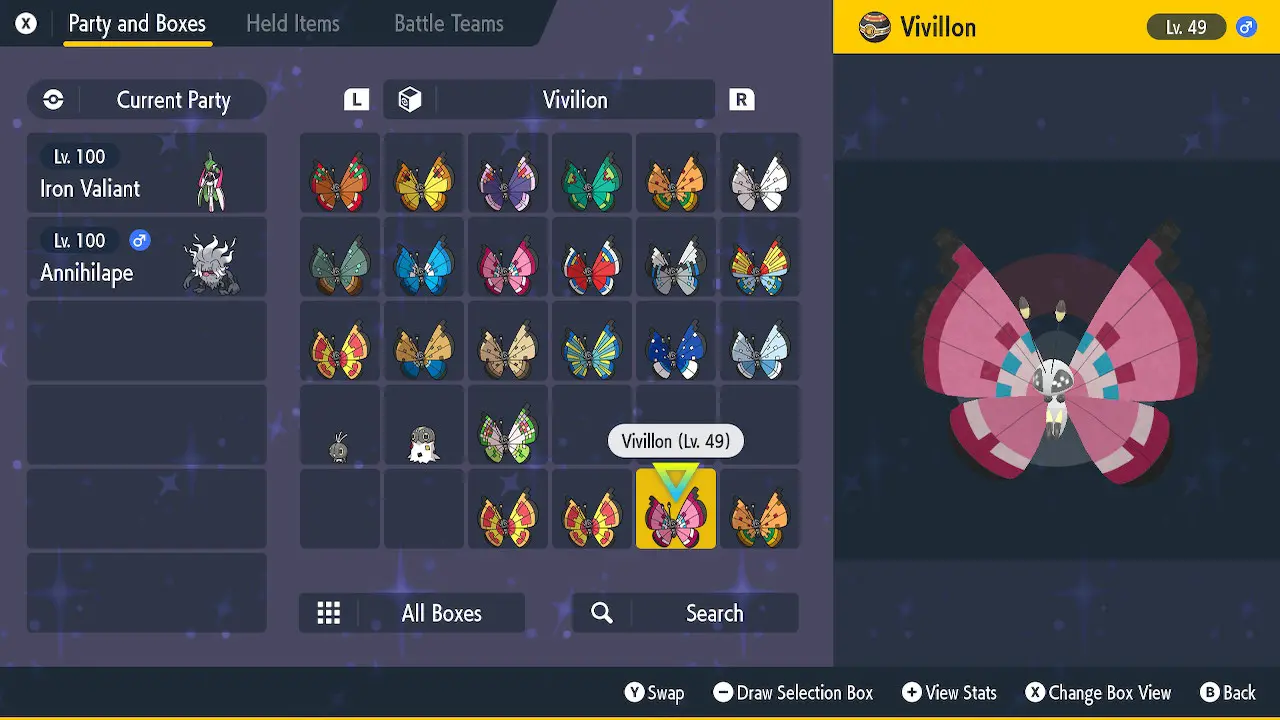 X Party and Boxes Held Items Battle Teams
Vivillon Lv. 49 ♂
Current Party
L Vivilion R
Lv. 100
Iron Valiant
Lv. 100 ♂
Annihilape
Vivillon (Lv. 49)
All Boxes Search
Y Swap − Draw Selection Box + View Stats X Change Box View B Back